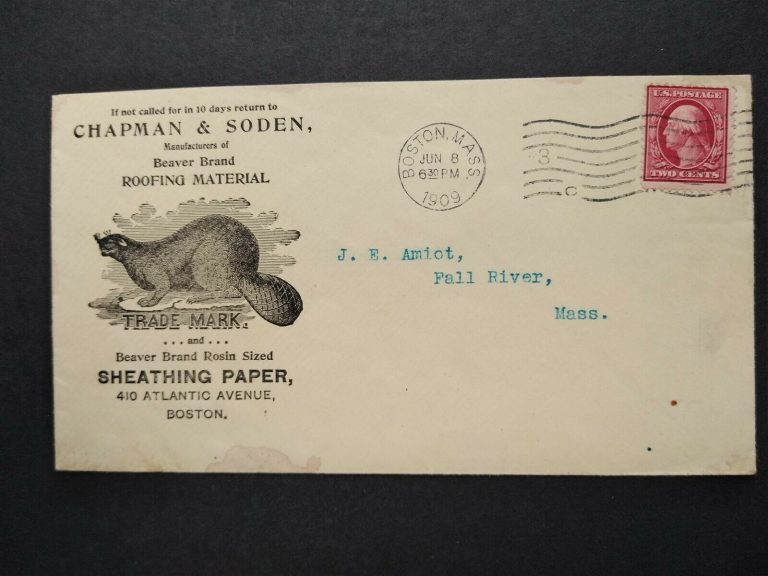 If not called for in 10 days return to
CHAPMAN & SODEN,
Manufacturers of
Beaver Brand
ROOFING MATERIAL
TRADE MARK.
....and....
Beaver Brand Rosin Sized
SHEATHING PAPER,
410 ATLANTIC AVENUE,
BOSTON.
BOSTON, MASS.
JUN 8
630 PM
1909
3
C
U.S. POSTAGE
TWO CENTS
J. E. Amiot,
Fall River,
Mass.